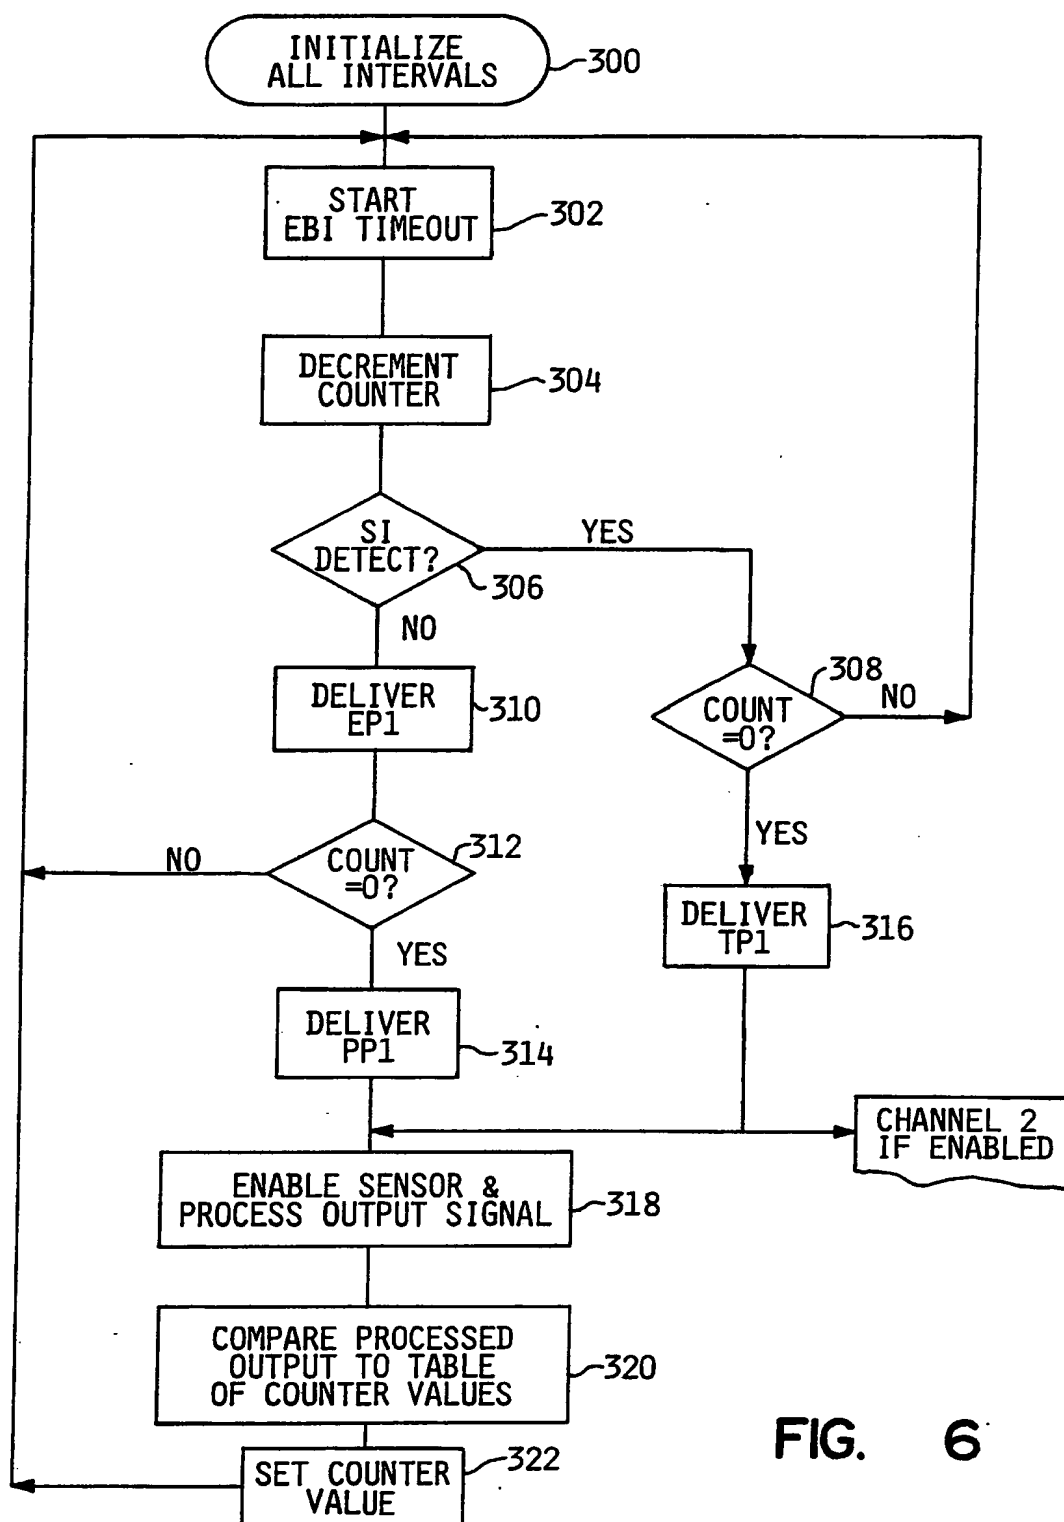 INITIALIZE
ALL INTERVALS
300
START
EBI TIMEOUT
302
DECREMENT
COUNTER
304
SI
DETECT?
306
YES
NO
DELIVER
EP1
310
COUNT
=0?
308
NO
YES
COUNT
=0?
312
NO
YES
DELIVER
TP1
316
DELIVER
PP1
314
CHANNEL 2
IF ENABLED
ENABLE SENSOR &
PROCESS OUTPUT SIGNAL
318
COMPARE PROCESSED
OUTPUT TO TABLE
OF COUNTER VALUES
320
SET COUNTER
VALUE
322
FIG. 6